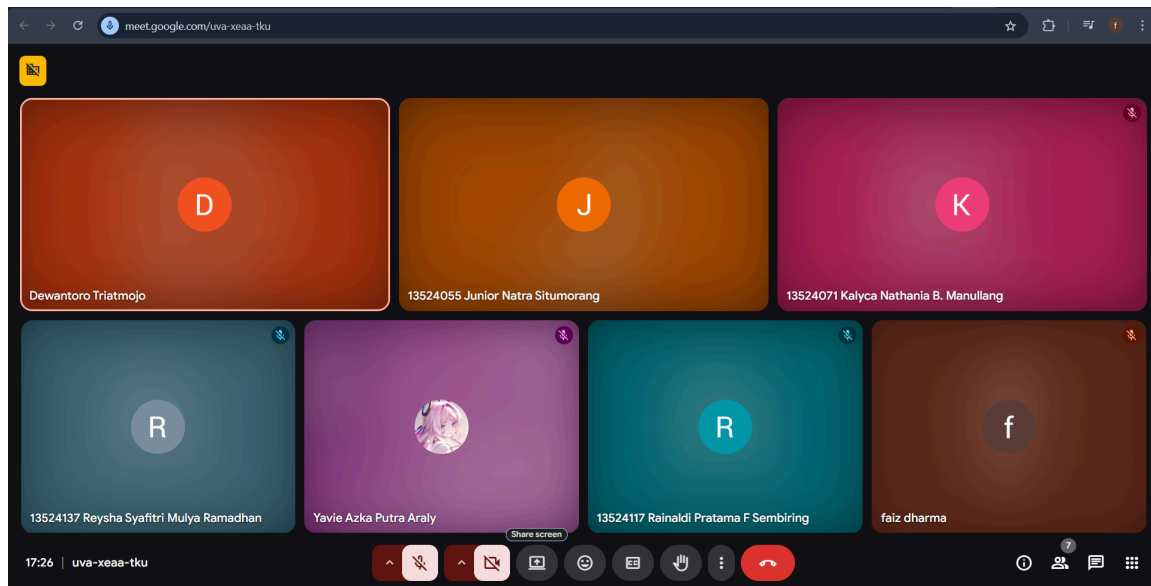 meet.google.com/uva-xeaa-tku
f
D
Dewantoro Triatmojo
J
13524055 Junior Natra Situmorang
K
13524071 Kalyca Nathania B. Manullang
R
13524137 Reysha Syafitri Mulya Ramadhan
Yavie Azka Putra Araly
R
13524117 Rainaldi Pratama F Sembiring
f
faiz dharma
Share screen
17:26 | uva-xeaa-tku
CC
7